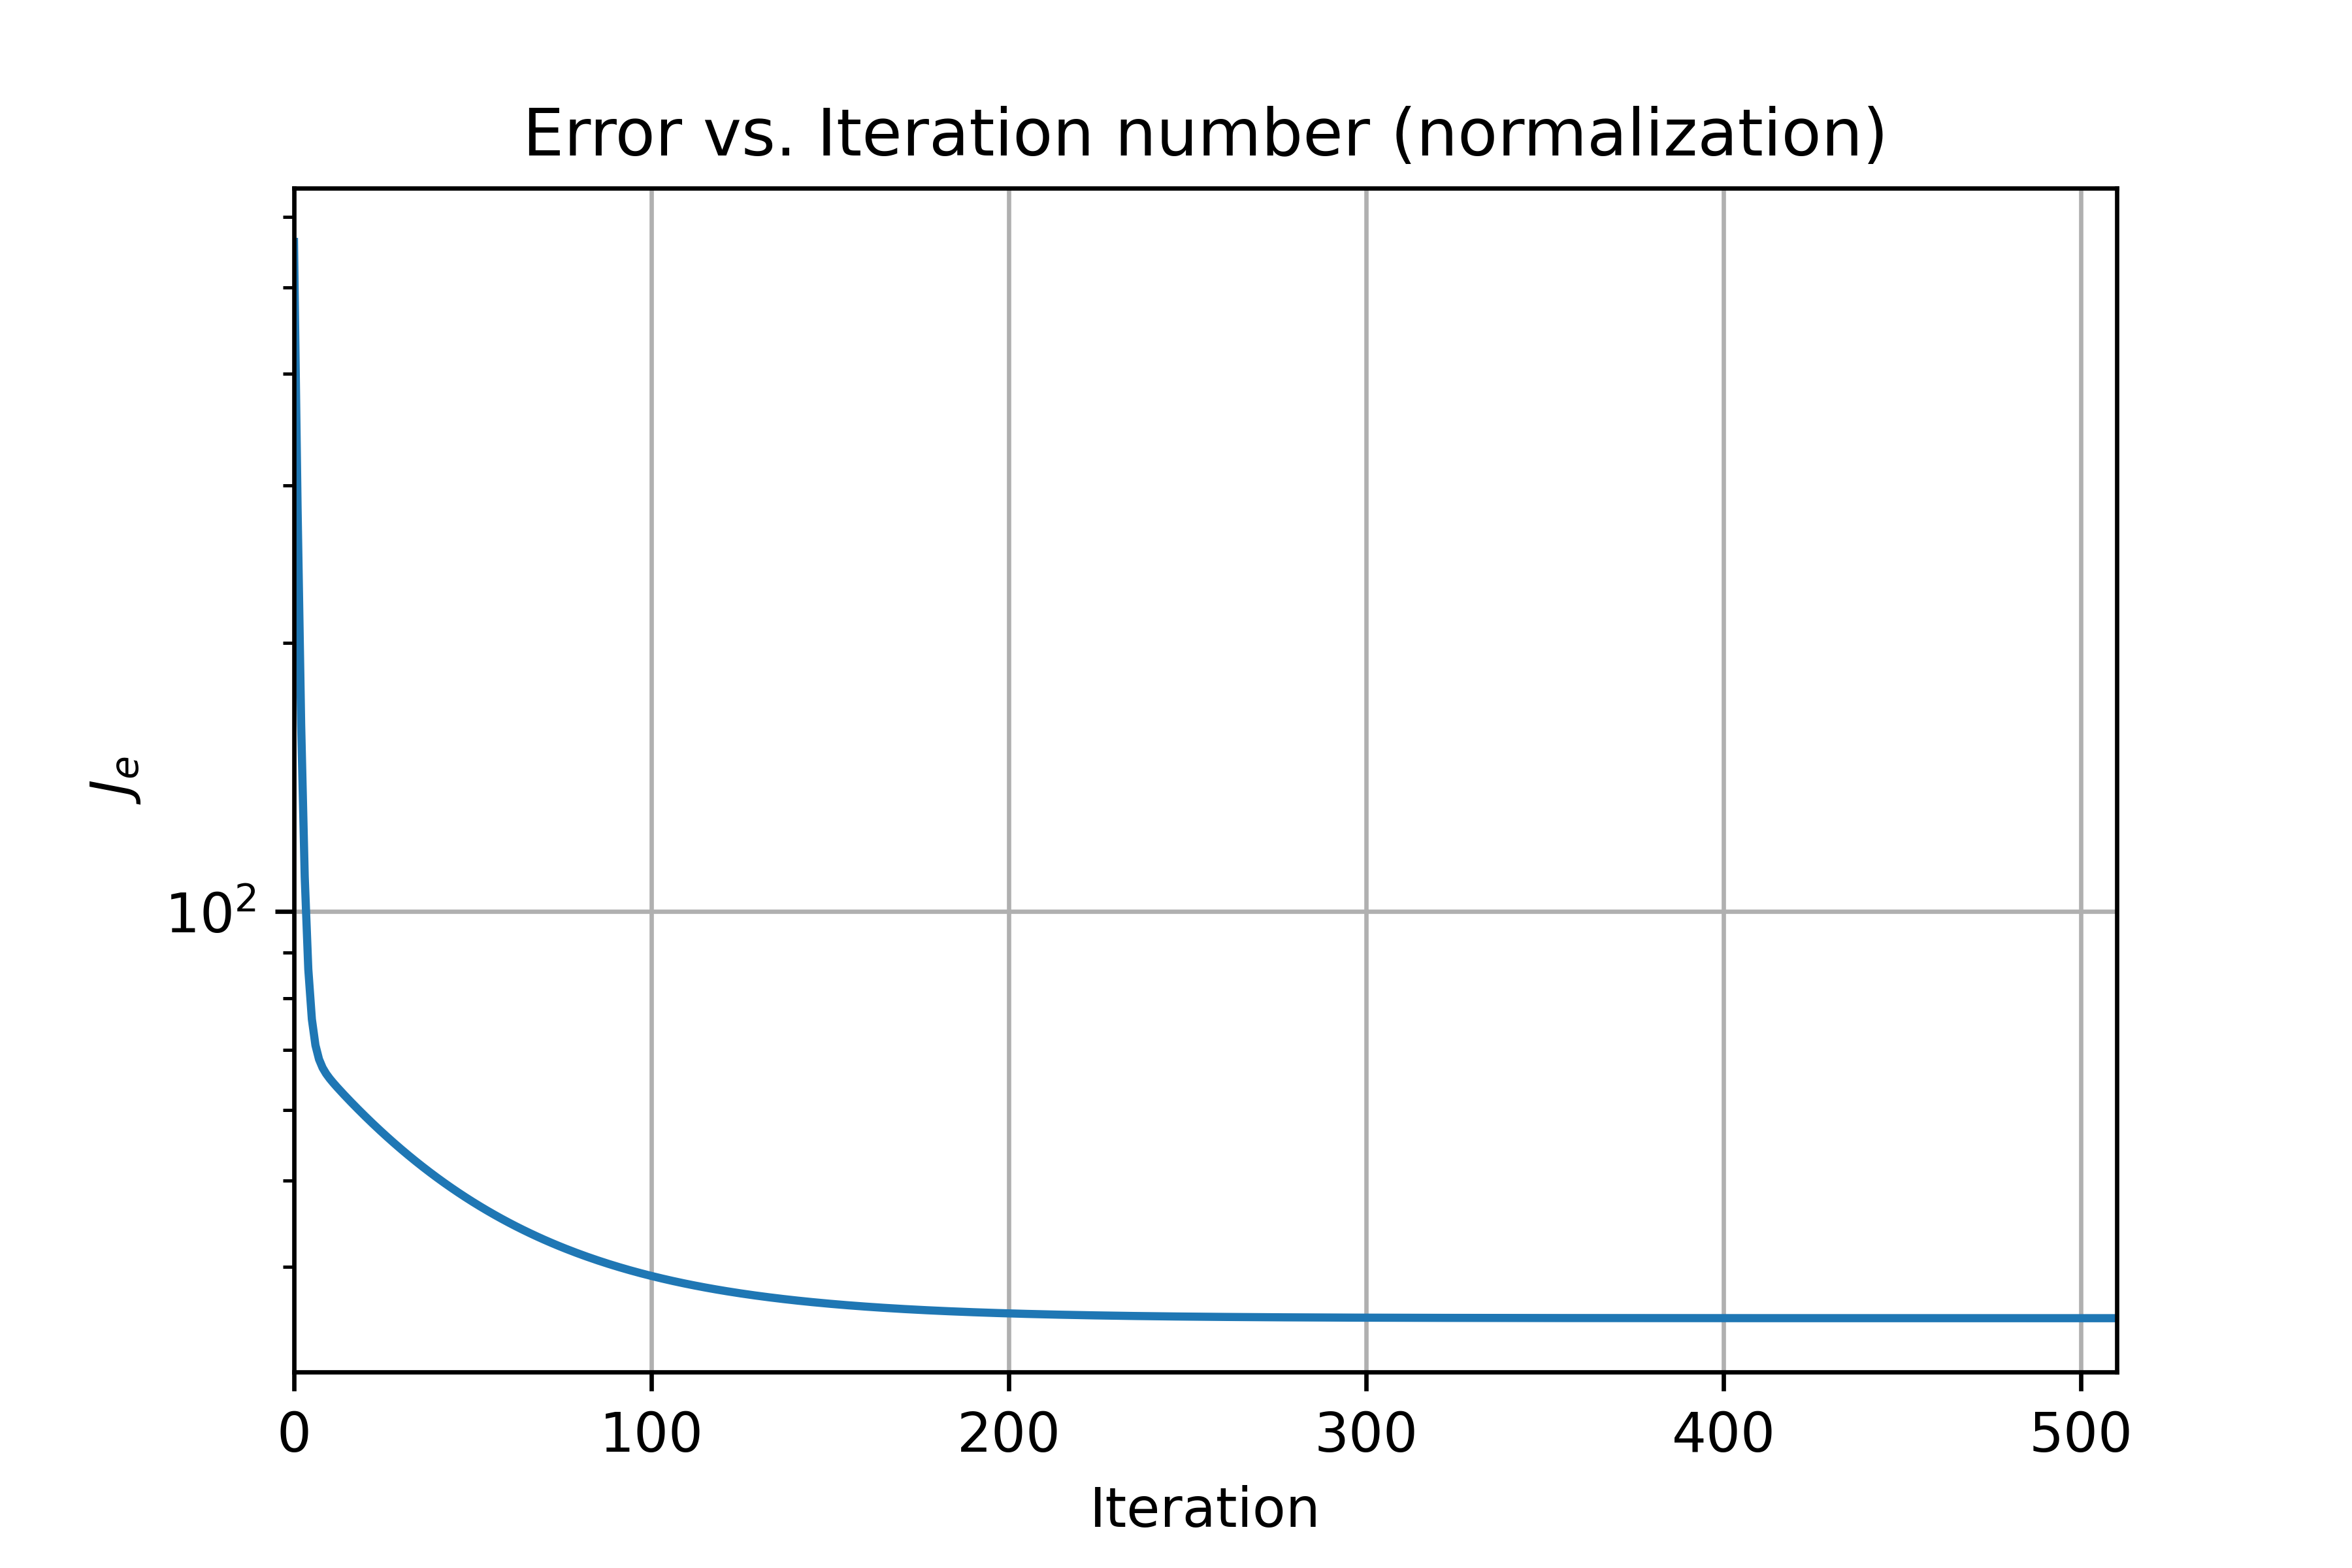 Error vs. Iteration number (normalization)
Jₑ
10²
0 100 200 300 400 500
Iteration